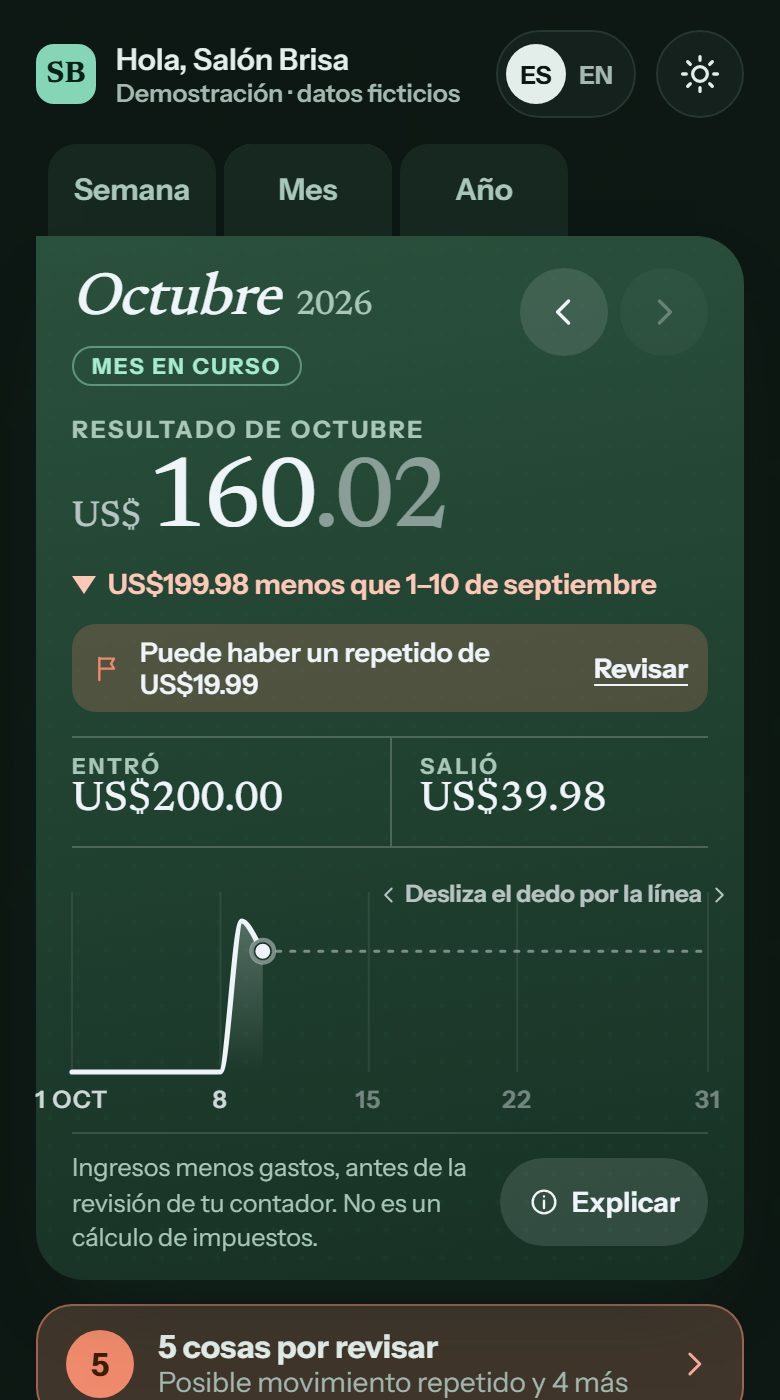 SB
Hola, Salón Brisa
Demostración · datos ficticios
ES EN
Semana Mes Año
Octubre 2026
MES EN CURSO
RESULTADO DE OCTUBRE
US$ 160.02
US$199.98 menos que 1–10 de septiembre
Puede haber un repetido de
US$19.99
Revisar
ENTRÓ
US$200.00
SALIÓ
US$39.98
Desliza el dedo por la línea
1 OCT 8 15 22 31
Ingresos menos gastos, antes de la
revisión de tu contador. No es un
cálculo de impuestos.
Explicar
5
5 cosas por revisar
Posible movimiento repetido y 4 más